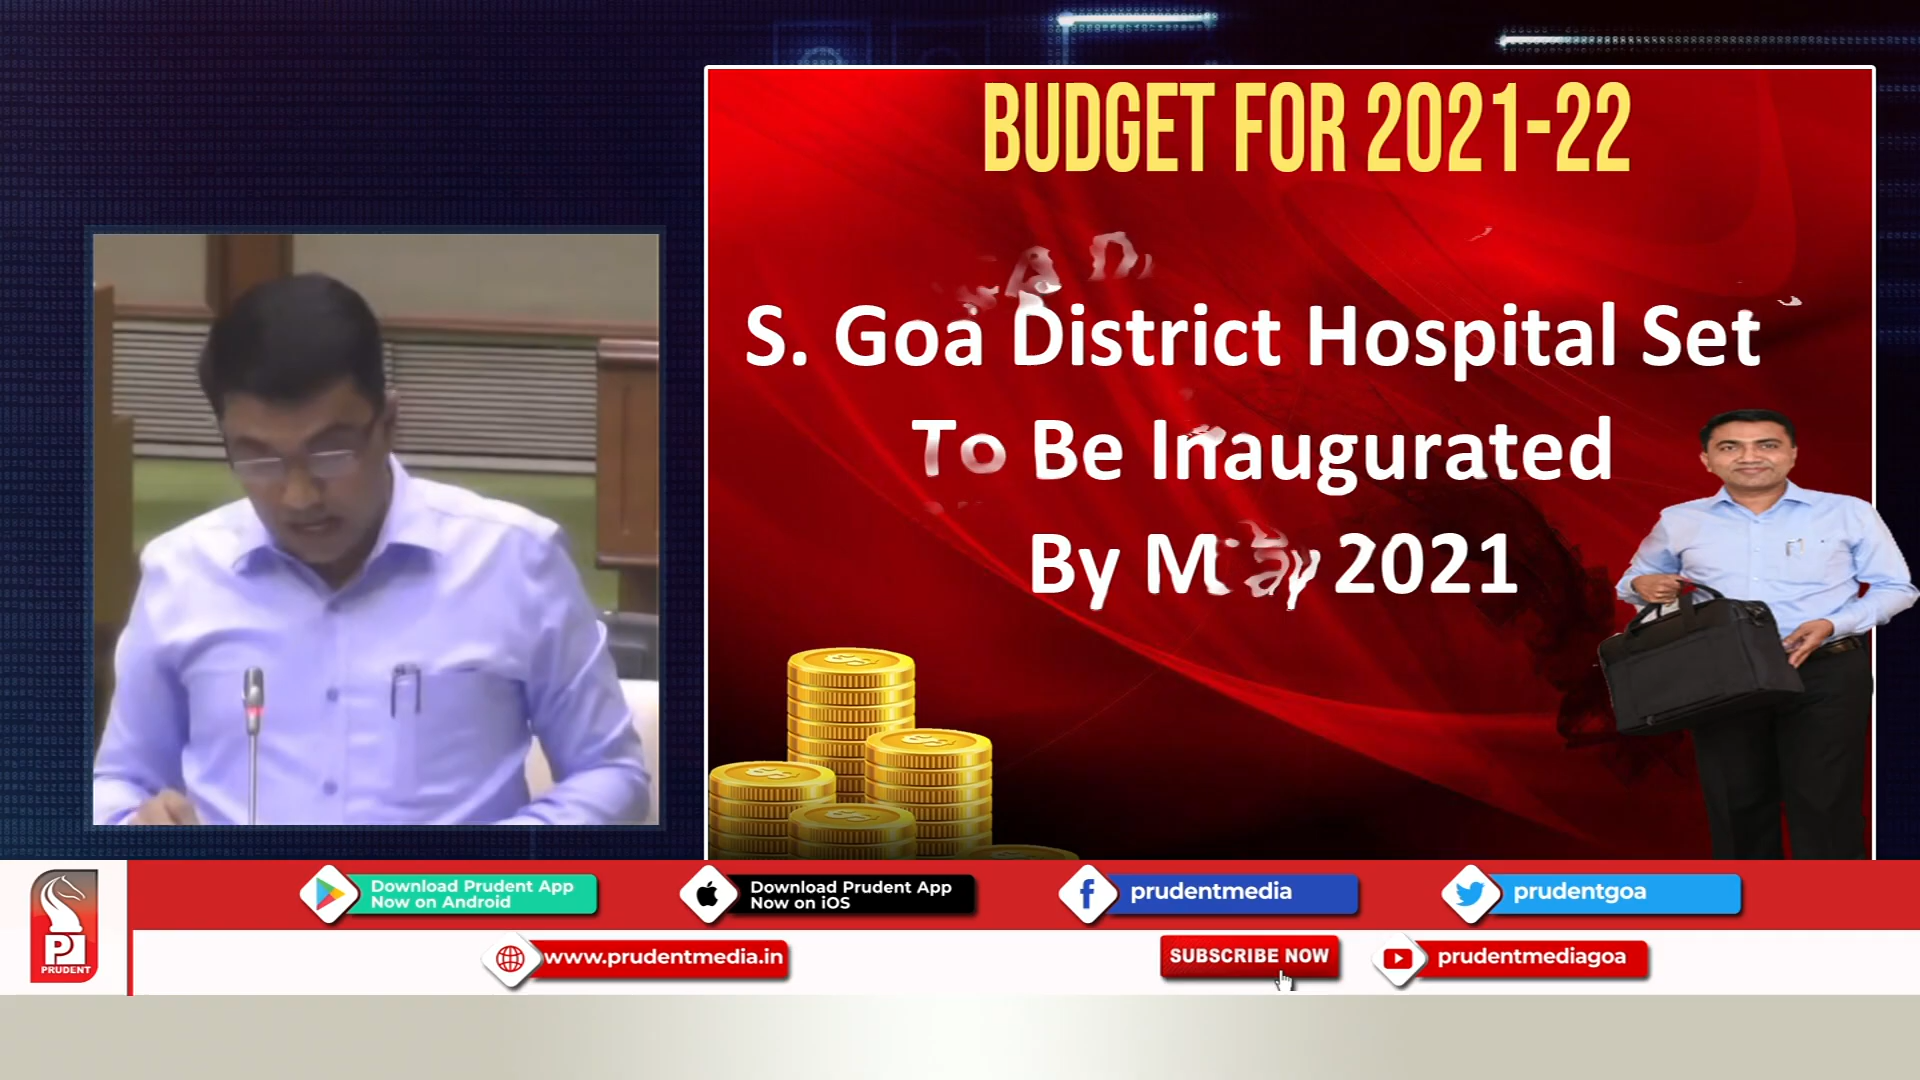 BUDGET FOR 2021-22
S. Goa District Hospital Set
To Be Inaugurated
By May 2021
Download Prudent App
Now on Android
Download Prudent App
Now on iOS
prudentmedia
prudentgoa
PRUDENT
www.prudentmedia.in
SUBSCRIBE NOW
prudentmediagoa